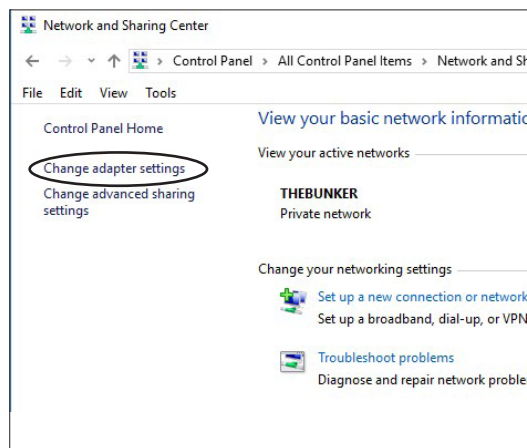 Network and Sharing Center
Control Panel > All Control Panel Items > Network and Sh
File Edit View Tools
Control Panel Home
Change adapter settings
Change advanced sharing
settings
View your basic network informatio
View your active networks
THEBUNKER
Private network
Change your networking settings
Set up a new connection or network
Set up a broadband, dial-up, or VPN
Troubleshoot problems
Diagnose and repair network proble